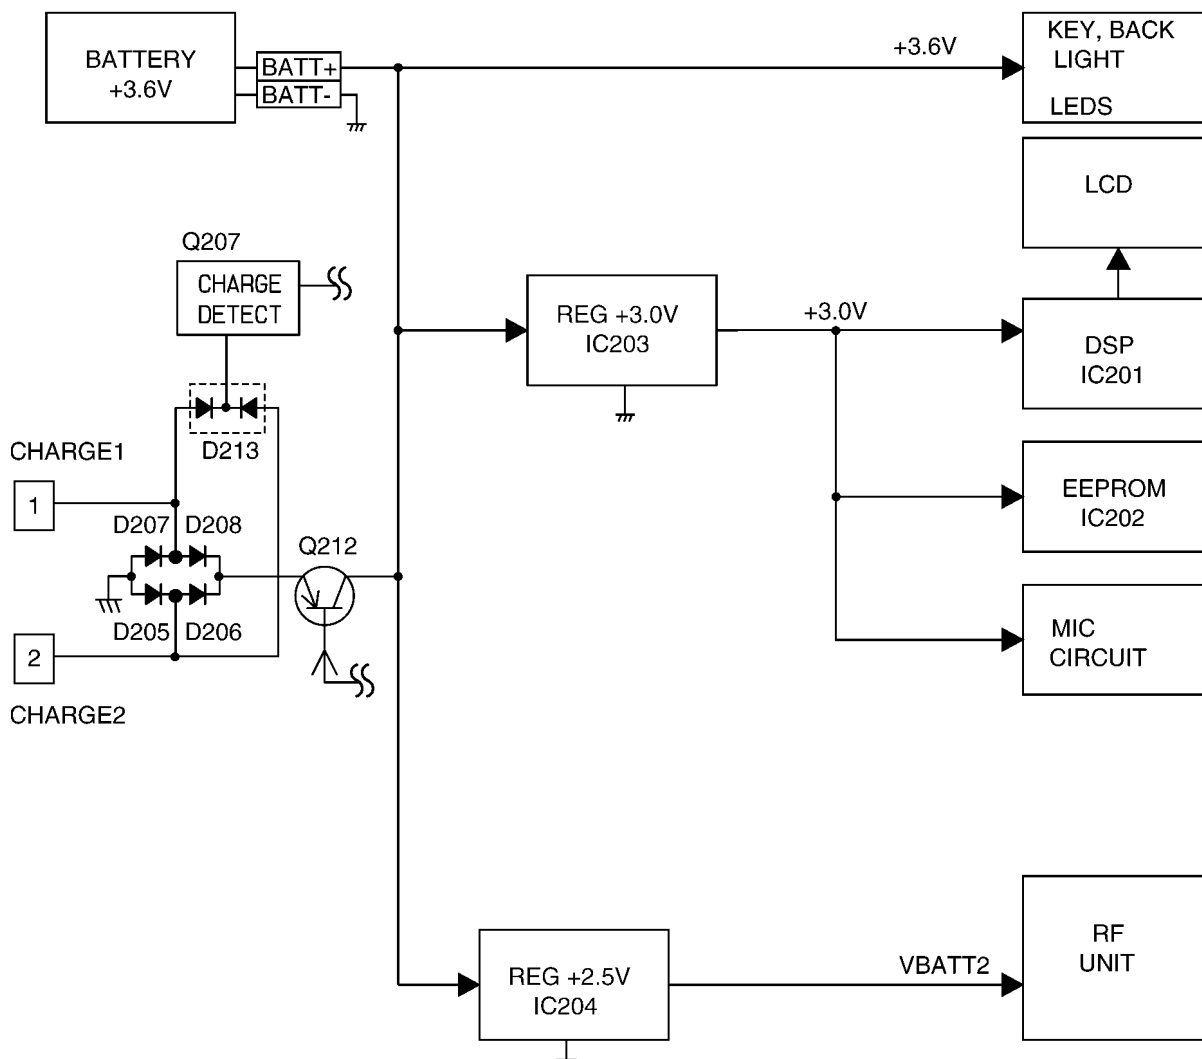 BATTERY
+3.6V
BATT+
BATT-
+3.6V
KEY, BACK
LIGHT
LEDS
LCD
Q207
CHARGE
DETECT
REG +3.0V
IC203
+3.0V
DSP
IC201
D213
CHARGE1
1
D207
D208
Q212
EEPROM
IC202
D205
D206
2
CHARGE2
MIC
CIRCUIT
REG +2.5V
IC204
VBATT2
RF
UNIT